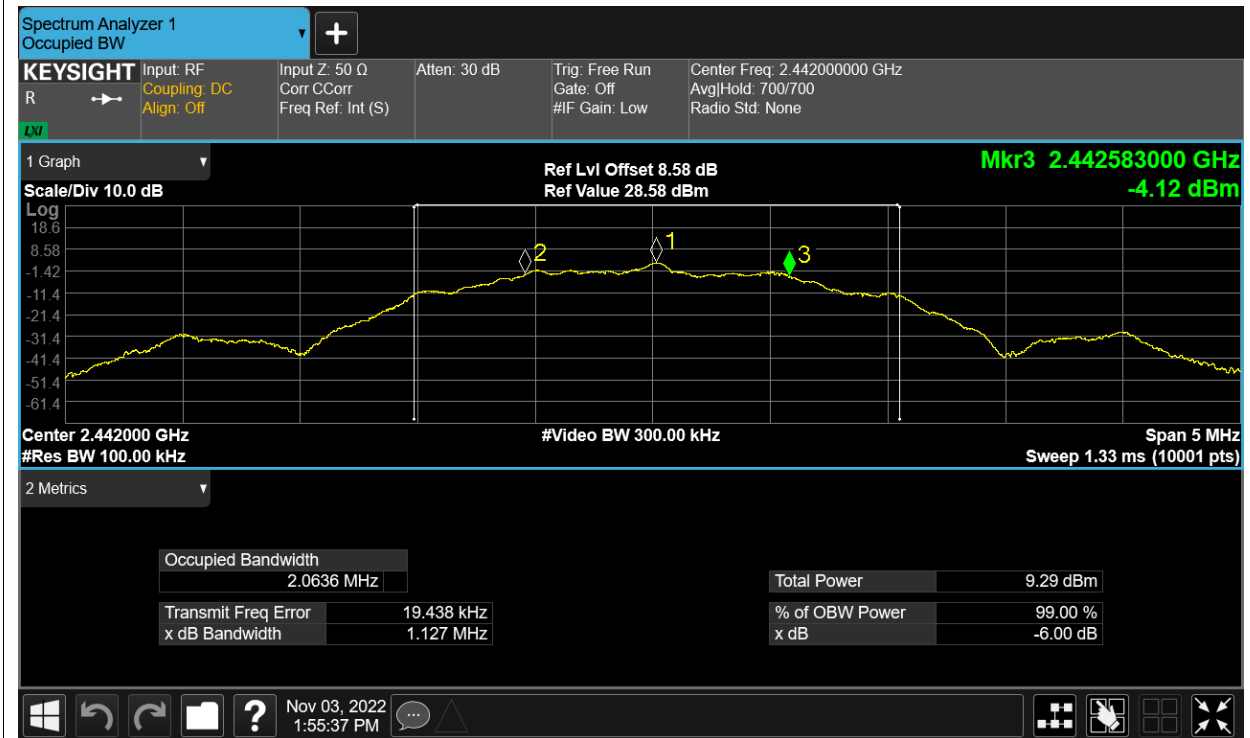 Spectrum Analyzer 1
Occupied BW
KEYSIGHT
R
LXI
Input: RF
Coupling: DC
Align: Off
Input Z: 50 Ω
Corr CCorr
Freq Ref: Int (S)
Atten: 30 dB
Trig: Free Run
Gate: Off
#IF Gain: Low
Center Freq: 2.442000000 GHz
Avg|Hold: 700/700
Radio Std: None
1 Graph
Scale/Div 10.0 dB
Ref Lvl Offset 8.58 dB
Ref Value 28.58 dBm
Mkr3 2.442583000 GHz
-4.12 dBm
Log
18.6
8.58
-1.42
-11.4
-21.4
-31.4
-41.4
-51.4
-61.4
2
1
3
Center 2.442000 GHz
#Res BW 100.00 kHz
#Video BW 300.00 kHz
Span 5 MHz
Sweep 1.33 ms (10001 pts)
2 Metrics
Occupied Bandwidth
2.0636 MHz
Transmit Freq Error 19.438 kHz
x dB Bandwidth 1.127 MHz
Total Power 9.29 dBm
% of OBW Power 99.00 %
x dB -6.00 dB
?
Nov 03, 2022
1:55:37 PM